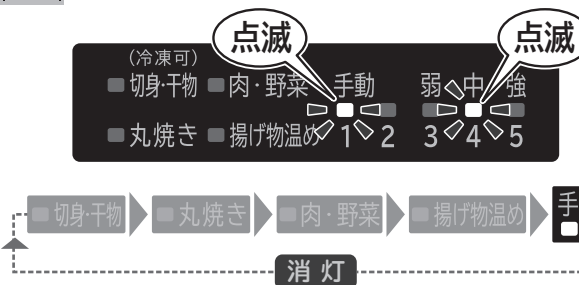 点滅
点滅
(冷凍可)
切身・干物 肉・野菜 手動 弱 中 強
丸焼き 揚げ物温め 1 2 3 4 5
切身・干物 丸焼き 肉・野菜 揚げ物温め 手
消灯